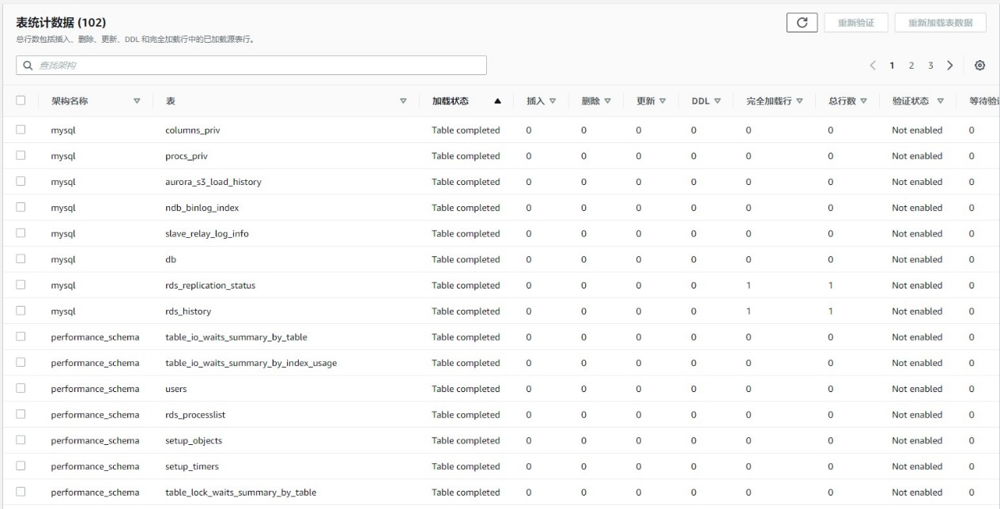 表统计数据 (102)
重新验证
重新加载表数据
总行数包括插入、删除、更新、DDL 和完全加载行中的已加载源表行。
查找架构
1 2 3
架构名称 表 加载状态 插入 删除 更新 DDL 完全加载行 总行数 验证状态 等待验证
mysql columns_priv Table completed 0 0 0 0 0 0 Not enabled 0
mysql procs_priv Table completed 0 0 0 0 0 0 Not enabled 0
mysql aurora_s3_load_history Table completed 0 0 0 0 0 0 Not enabled 0
mysql ndb_binlog_index Table completed 0 0 0 0 0 0 Not enabled 0
mysql slave_relay_log_info Table completed 0 0 0 0 0 0 Not enabled 0
mysql db Table completed 0 0 0 0 0 0 Not enabled 0
mysql rds_replication_status Table completed 0 0 0 0 1 1 Not enabled 0
mysql rds_history Table completed 0 0 0 0 1 1 Not enabled 0
performance_schema table_io_waits_summary_by_table Table completed 0 0 0 0 0 0 Not enabled 0
performance_schema table_io_waits_summary_by_index_usage Table completed 0 0 0 0 0 0 Not enabled 0
performance_schema users Table completed 0 0 0 0 0 0 Not enabled 0
performance_schema rds_processlist Table completed 0 0 0 0 0 0 Not enabled 0
performance_schema setup_objects Table completed 0 0 0 0 0 0 Not enabled 0
performance_schema setup_timers Table completed 0 0 0 0 0 0 Not enabled 0
performance_schema table_lock_waits_summary_by_table Table completed 0 0 0 0 0 0 Not enabled 0